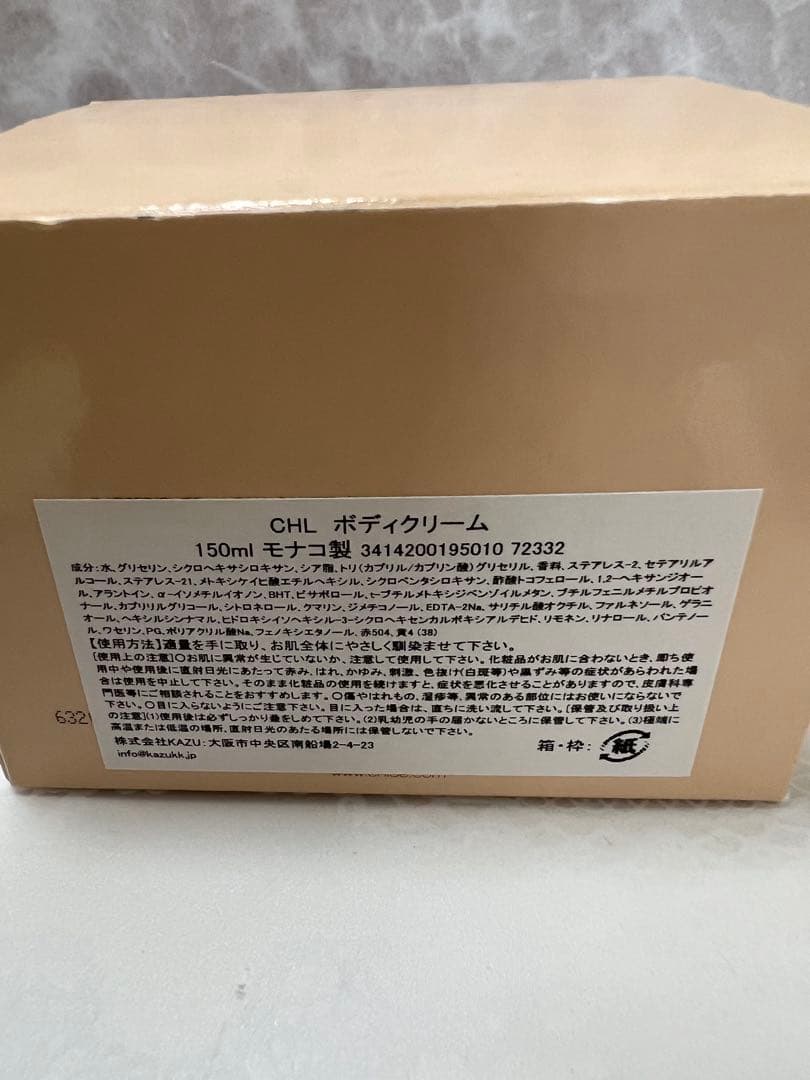 CHL ボディクリーム
150ml モナコ製 3414200195010 72332
成分:水、グリセリン、シクロヘキサシロキサン、シア脂、トリ(カプリル/カプリン酸)グリセリル、香料、ステアレス-2、セテアリルア
ルコール、ステアレス-21、メトキシケイヒ酸エチルヘキシル、シクロペンタシロキサン、酢酸トコフェロール、1,2-ヘキサンジオー
ル、アラントイン、α-イソメチルイオノン、BHT、ビサボロール、t-ブチルメトキシジベンゾイルメタン、ブチルフェニルメチルプロピオ
ナール、カプリリルグリコール、シトロネロール、クマリン、ジメチコノール、EDTA-2Na、サリチル酸オクチル、ファルネソール、ゲラニ
オール、ヘキシルシンナマル、ヒドロキシイソヘキシル-3-シクロヘキセンカルボキシアルデヒド、リモネン、リナロール、パンテノー
ル、ワセリン、PG、ポリアクリル酸Na、フェノキシエタノール、赤504、黄4 (38)
【使用方法】適量を手に取り、お肌全体にやさしく馴染ませて下さい。
[使用上の注意]〇お肌に異常が生じていないか、注意して使用して下さい。化粧品がお肌に合わないとき、即ち使
用中や使用後に直射日光にあたって赤み、はれ、かゆみ、刺激、色抜け(白斑等)や黒ずみ等の症状があらわれた場
合は使用を中止して下さい。そのまま化粧品の使用を続けますと、症状を悪化させることがありますので、皮膚科専
門医等にご相談されることをおすすめします。〇傷やはれもの、湿疹等、異常のある部位にはお使いにならないで
下さい。〇目に入らないようにご注意下さい。目に入った場合は、直ちに洗い流して下さい。[保管及び取り扱い上
の注意](1)使用後は必ずしっかり蓋をしめて下さい。(2)乳幼児の手の届かないところに保管して下さい。(3)極端に
高温または低温の場所、直射日光のあたる場所には保管しないで下さい。
株式会社KAZU:大阪市中央区南船場2-4-23
info@kazukk.jp
箱・枠:
紙
632